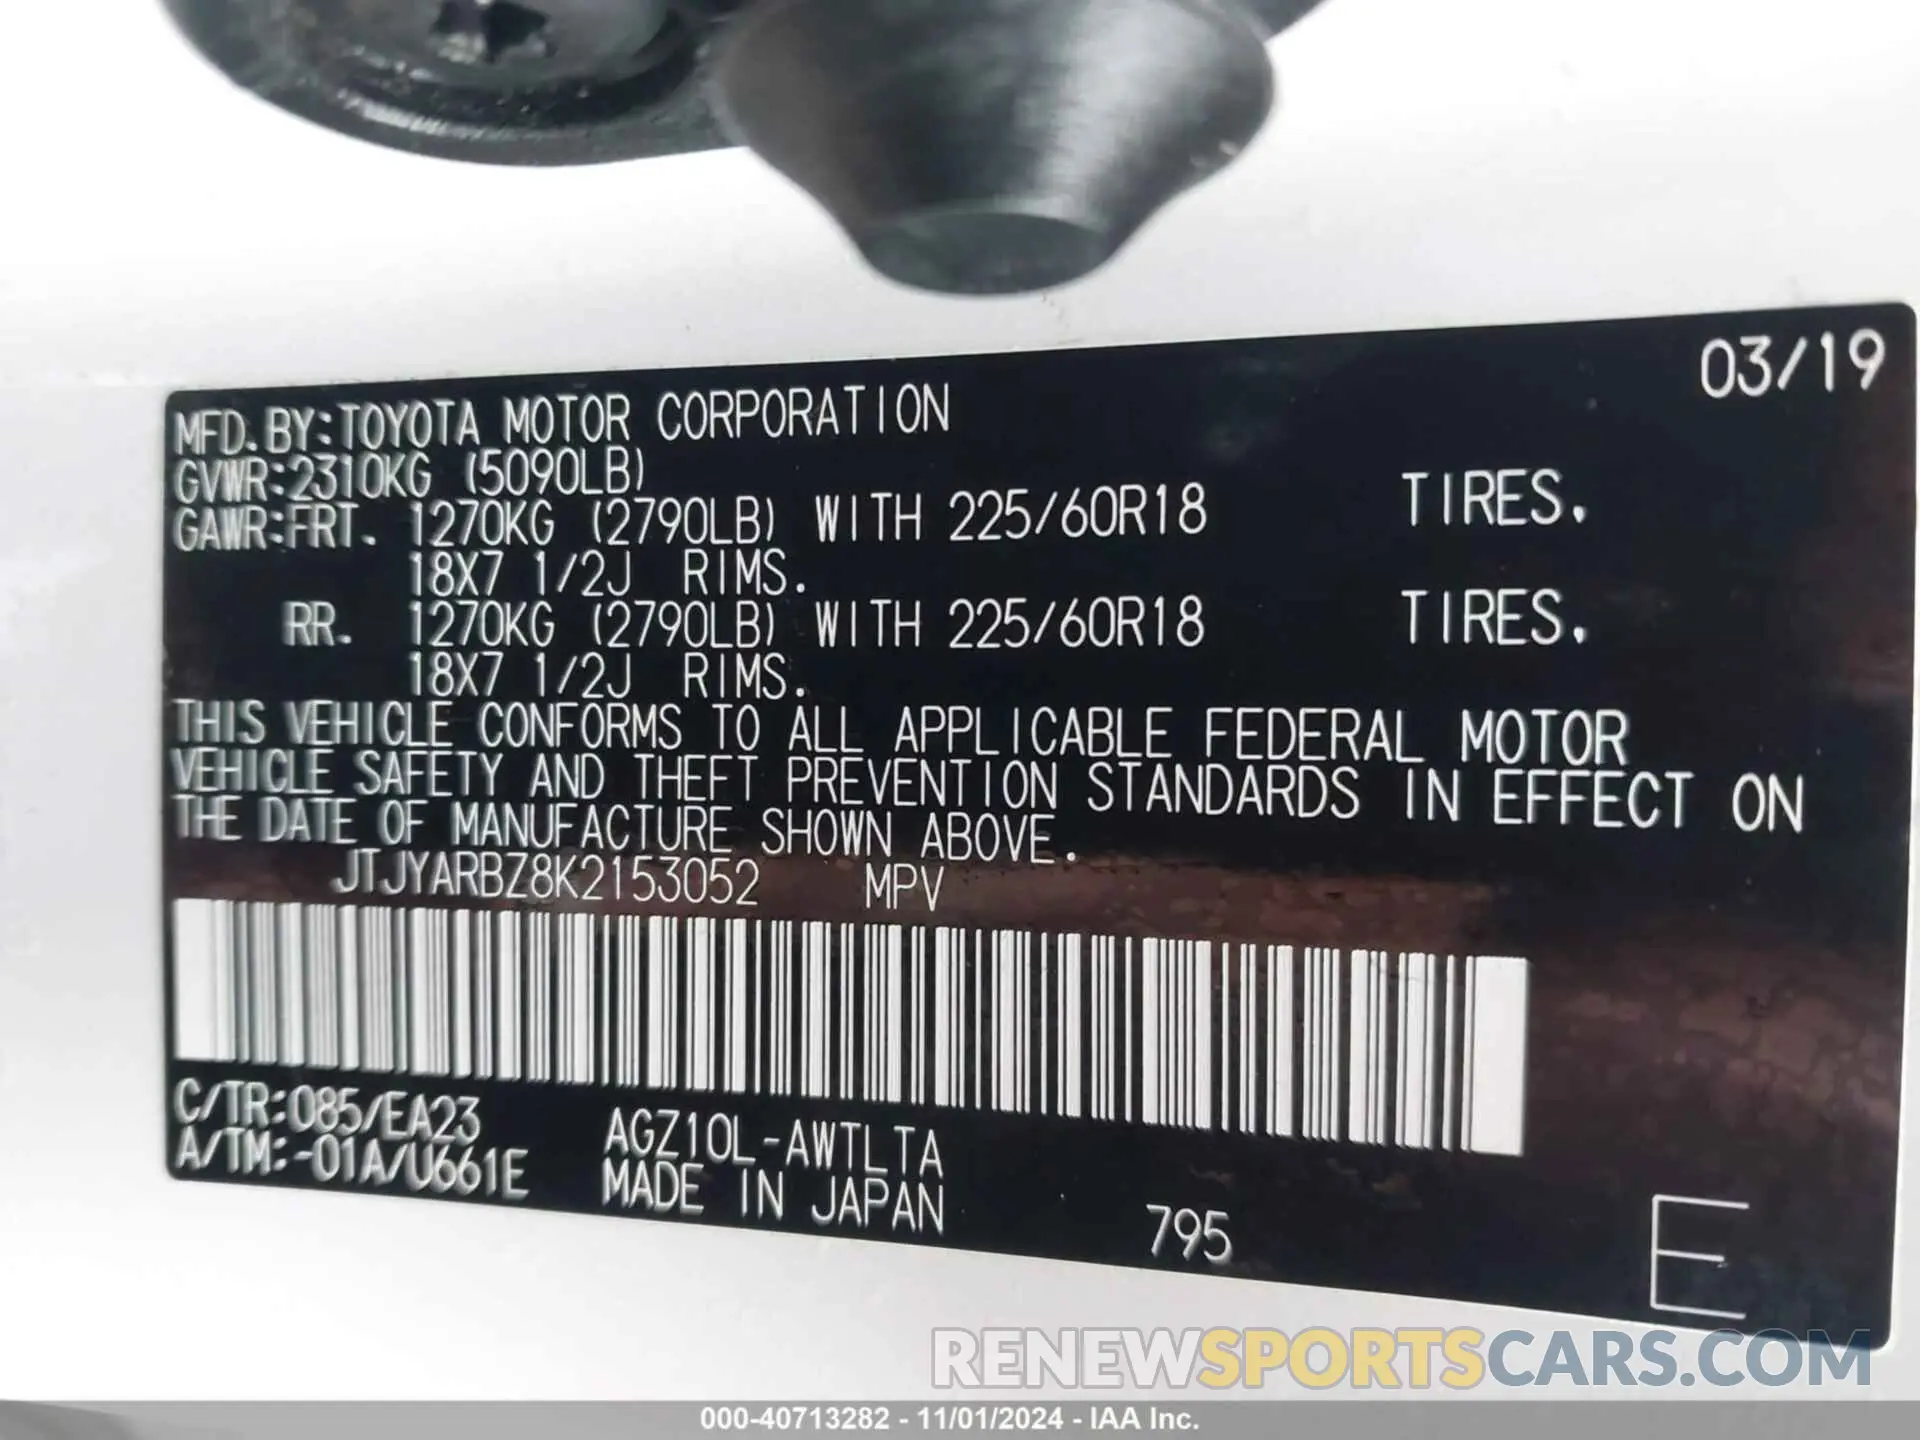 03/19
MFD.BY:TOYOTA MOTOR CORPORATION
GVWR:2310KG (5090LB)
GAWR:FRT. 1270KG (2790LB) WITH 225/60R18 TIRES.
18X7 1/2J RIMS.
RR. 1270KG (2790LB) WITH 225/60R18 TIRES.
18X7 1/2J RIMS.
THIS VEHICLE CONFORMS TO ALL APPLICABLE FEDERAL MOTOR
VEHICLE SAFETY AND THEFT PREVENTION STANDARDS IN EFFECT ON
THE DATE OF MANUFACTURE SHOWN ABOVE.
JTJYARBZ8K2153052 MPV
C/TR:085/EA23 AGZ10L-AWTLTA
A/TM:-01A/U661E MADE IN JAPAN
795
E
RENEWSPORTSCARS.COM
000-40713282 - 11/01/2024 - IAA Inc.